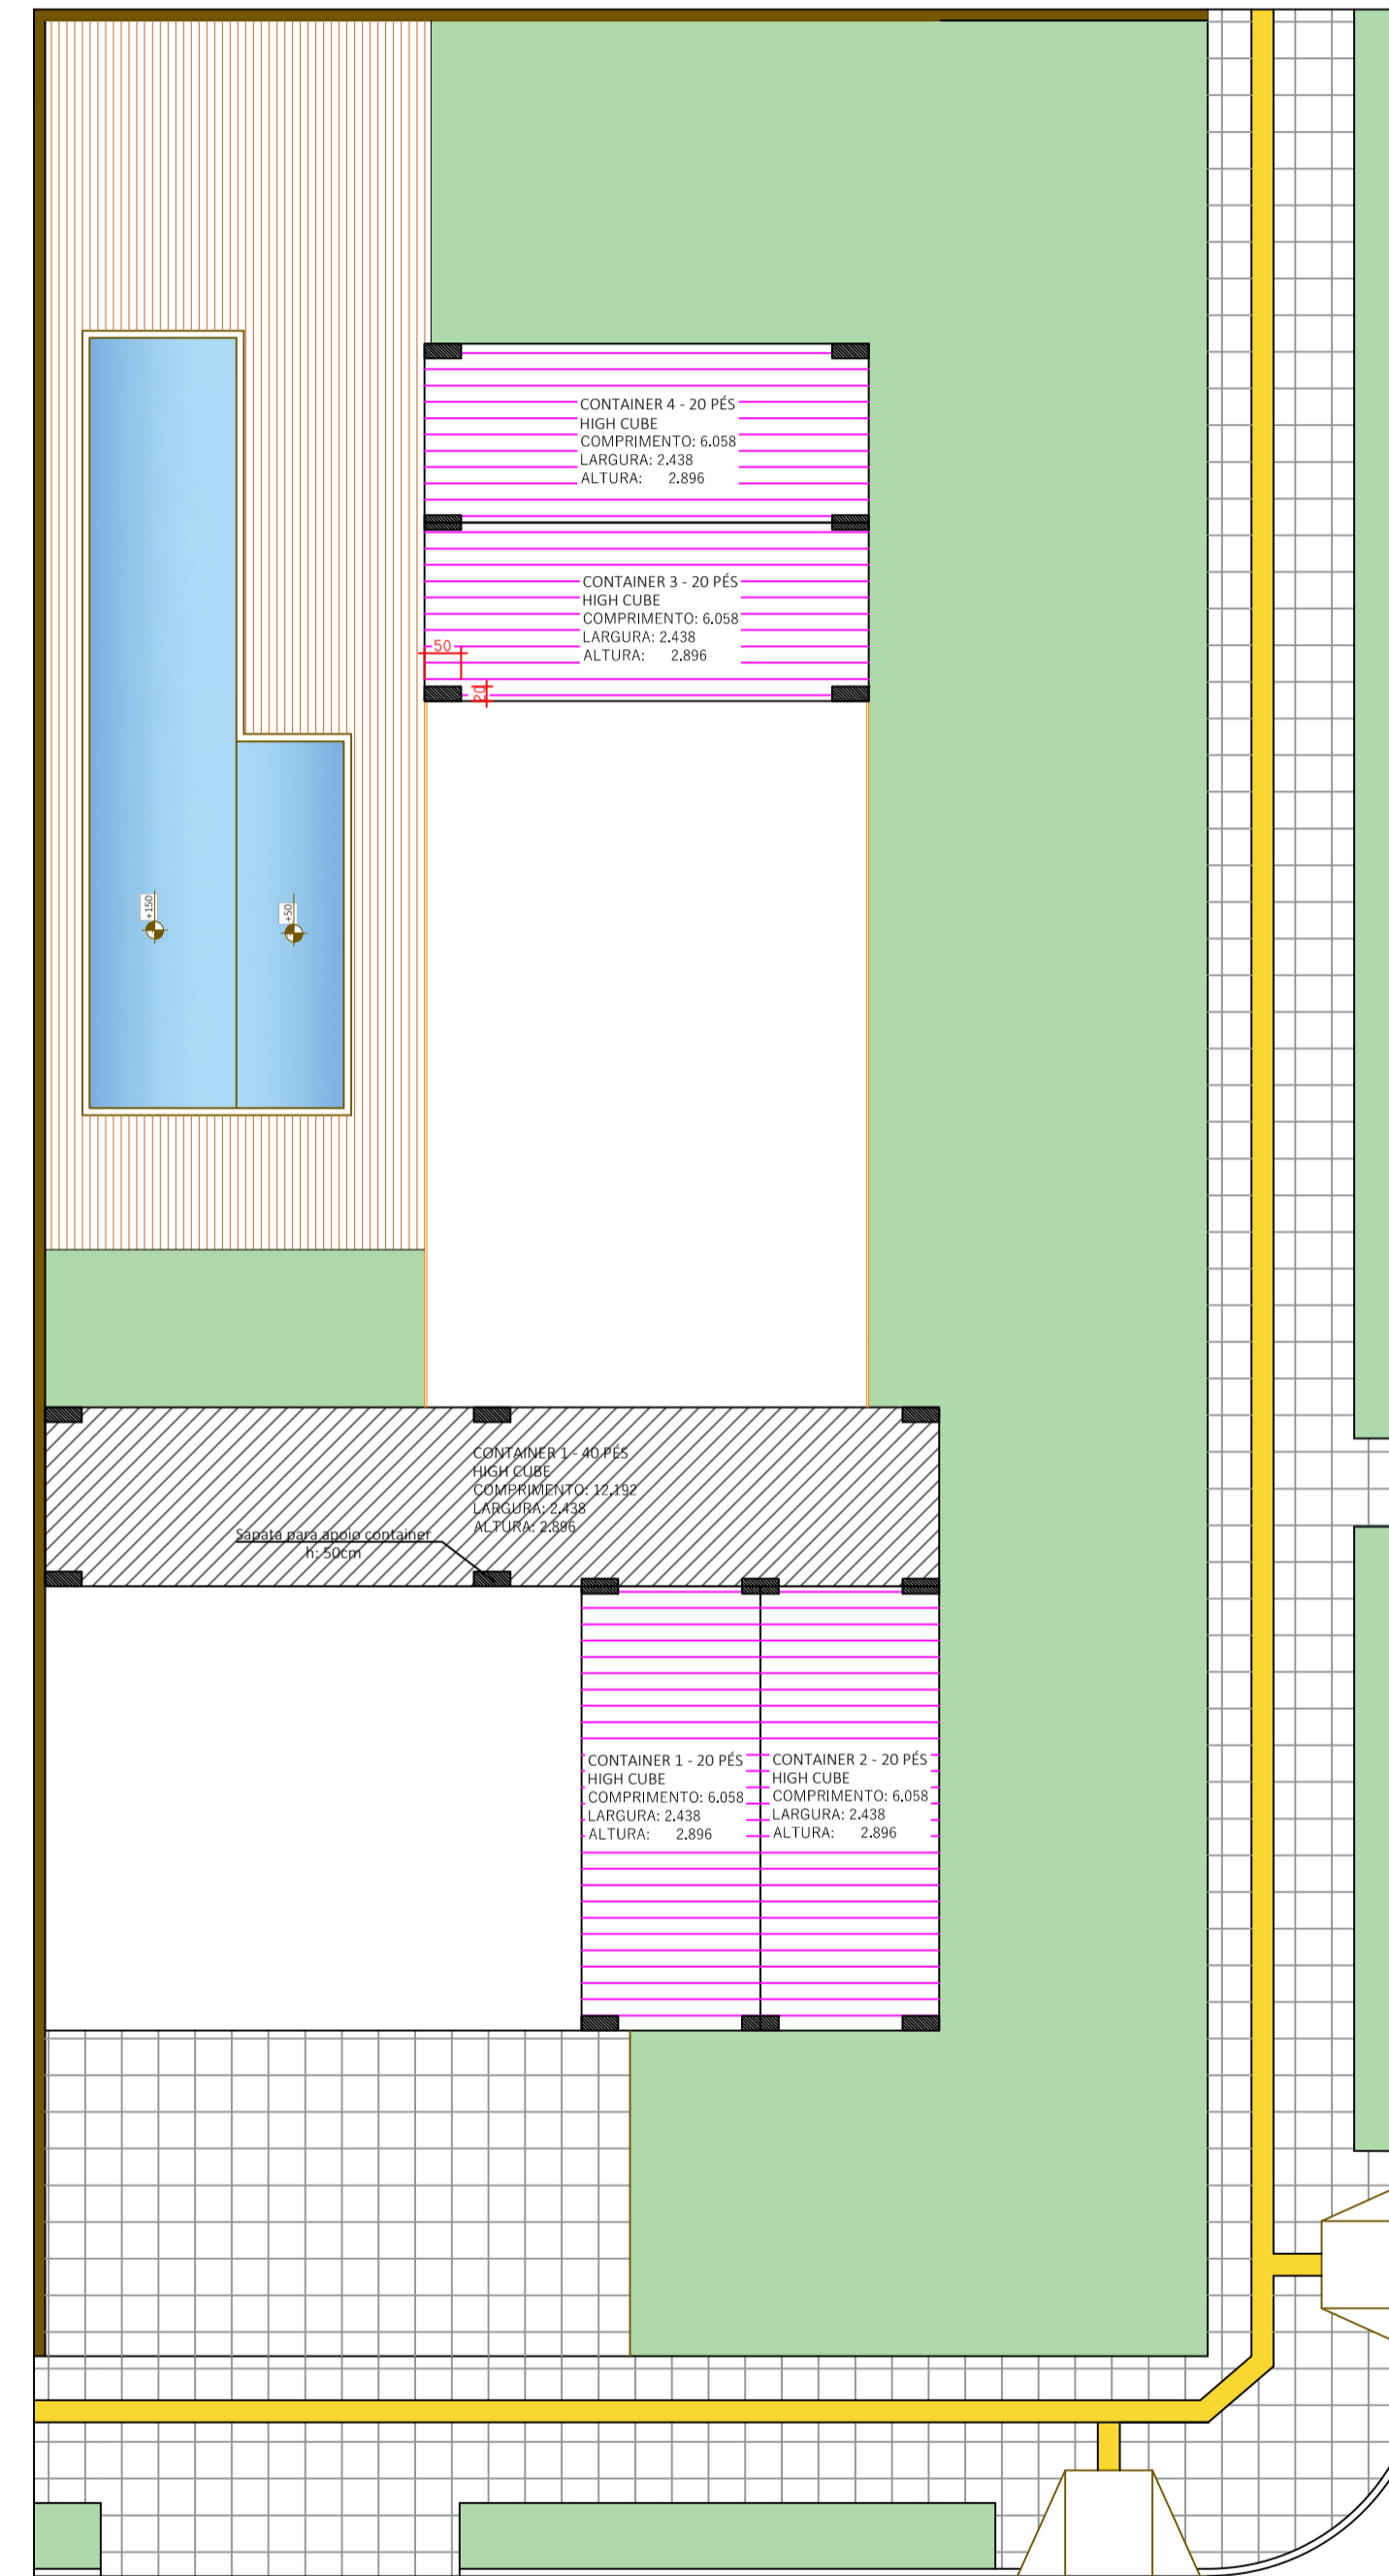 CONTAINER 4 - 20 PÉS
HIGH CUBE
COMPRIMENTO: 6.058
LARGURA: 2.438
ALTURA: 2.896
CONTAINER 3 - 20 PÉS
HIGH CUBE
COMPRIMENTO: 6.058
LARGURA: 2.438
ALTURA: 2.896
50
20
+150
+50
CONTAINER 1 - 40 PÉS
HIGH CUBE
COMPRIMENTO: 12.192
LARGURA: 2.438
ALTURA: 2.896
Sapata para apoio container
h: 50cm
CONTAINER 1 - 20 PÉS
HIGH CUBE
COMPRIMENTO: 6.058
LARGURA: 2.438
ALTURA: 2.896
CONTAINER 2 - 20 PÉS
HIGH CUBE
COMPRIMENTO: 6.058
LARGURA: 2.438
ALTURA: 2.896